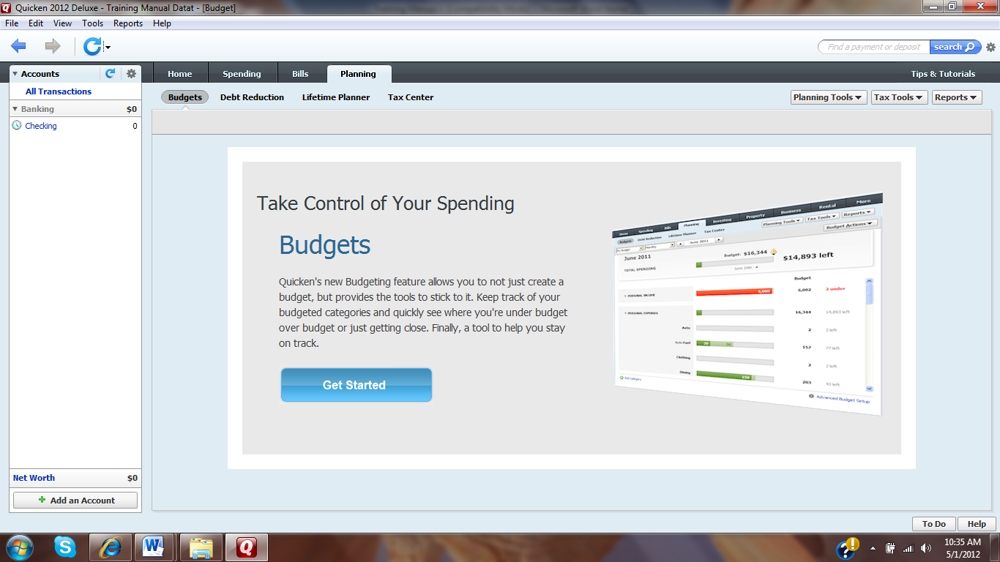 Quicken 2012 Deluxe - Training Manual Datat - [Budget]
File Edit View Tools Reports Help
Find a payment or deposit search
Accounts
Home Spending Bills Planning Tips & Tutorials
All Transactions
Budgets Debt Reduction Lifetime Planner Tax Center Planning Tools Tax Tools Reports
Banking $0
Checking 0
Take Control of Your Spending
Budgets
Quicken's new Budgeting feature allows you to not just create a
budget, but provides the tools to stick to it. Keep track of your
budgeted categories and quickly see where you're under budget
over budget or just getting close. Finally, a tool to help you stay
on track.
Get Started
Home Spending Bills Planning Investing Property Business Rental More
Budgets Debt Reduction Lifetime Planner Tax Center Planning Tools Tax Tools Reports
My Budget Monthly June 2011 Budget Actions
June 2011 Budget: $16,344 $14,893 left
TOTAL SPENDING June 24th
Budget
PERSONAL INCOME 6,000 6,002 2 under
PERSONAL EXPENSES 16,344 14,893 left
Auto 2 2 left
Auto Fuel 157 77 left
Clothing 2 2 left
Dining 150 203 43 left
Add category
Advanced Budget Setup
Net Worth $0
Add an Account
To Do Help
10:35 AM
5/1/2012